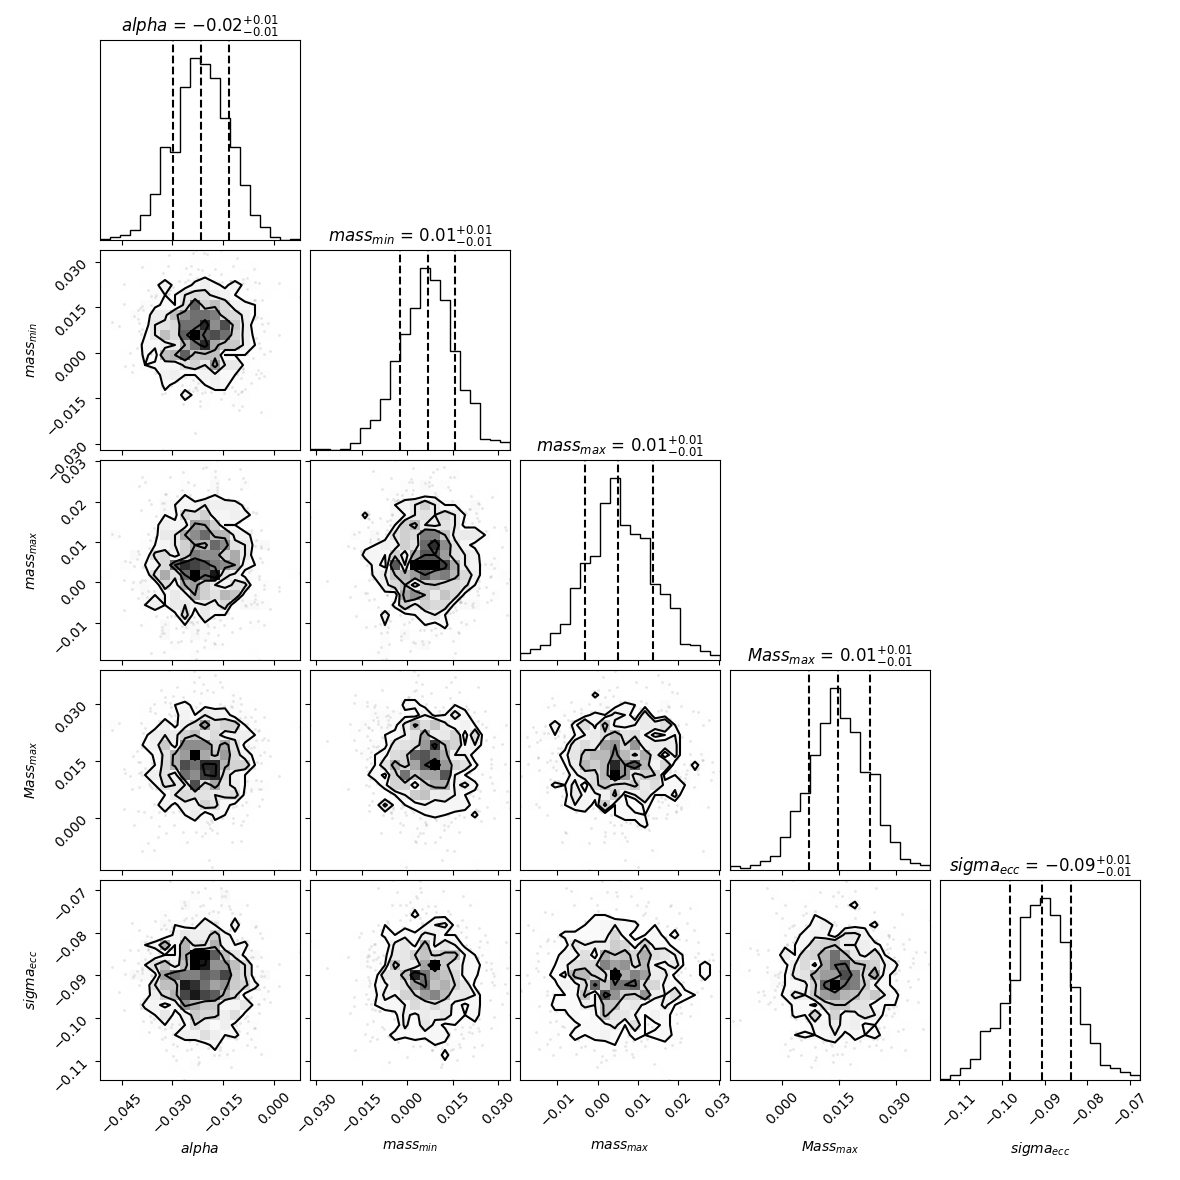 alpha = −0.02+0.01−0.01
mass_min = 0.01+0.01−0.01
mass_min
0.030
0.015
0.000
−0.015
−0.030
mass_max = 0.01+0.01−0.01
mass_max
0.03
0.02
0.01
0.00
−0.01
Mass_max = 0.01+0.01−0.01
Mass_max
0.030
0.015
0.000
sigma_ecc = −0.09+0.01−0.01
sigma_ecc
−0.07
−0.08
−0.09
−0.10
−0.11
−0.045 −0.030 −0.015 0.000
−0.030 −0.015 0.000 0.015 0.030
−0.01 0.00 0.01 0.02 0.03
0.000 0.015 0.030
−0.11 −0.10 −0.09 −0.08 −0.07
alpha mass_min mass_max Mass_max sigma_ecc